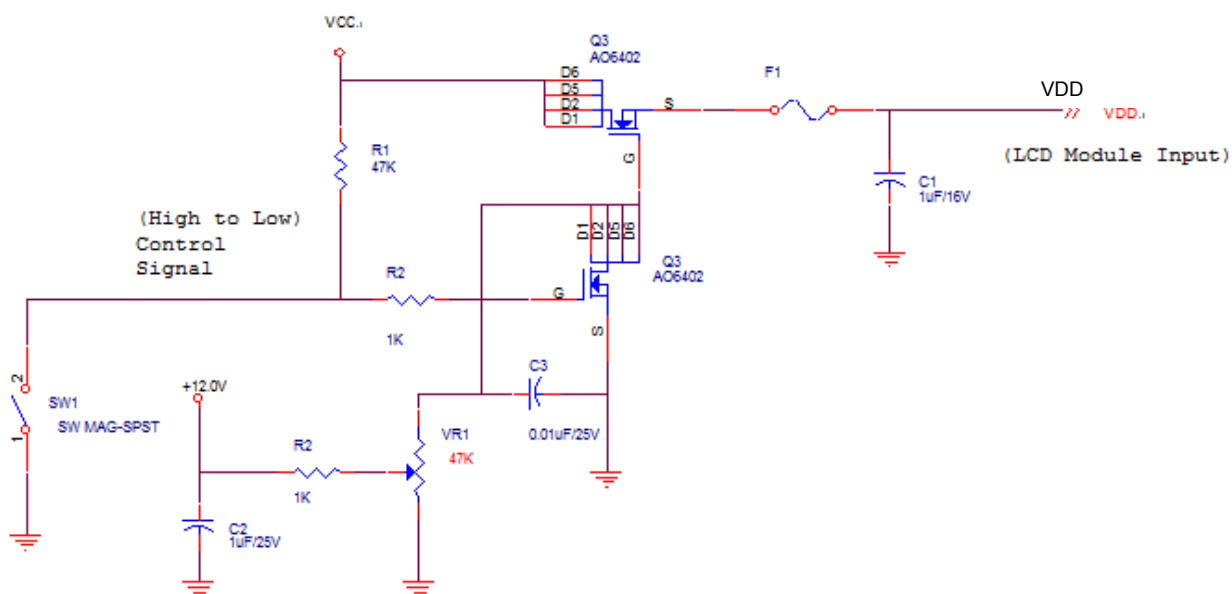 VCC.
Q3
AO6402
D6
D5
D2
D1
S
G
F1
VDD
VDD.
(LCD Module Input)
C1
1uF/16V
R1
47K
(High to Low)
Control
Signal
D1
D2
D5
D6
Q3
AO6402
R2
1K
G
S
C3
0.01uF/25V
2
1
SW1
SW MAG-SPST
+12.0V
R2
1K
VR1
47K
C2
1uF/25V